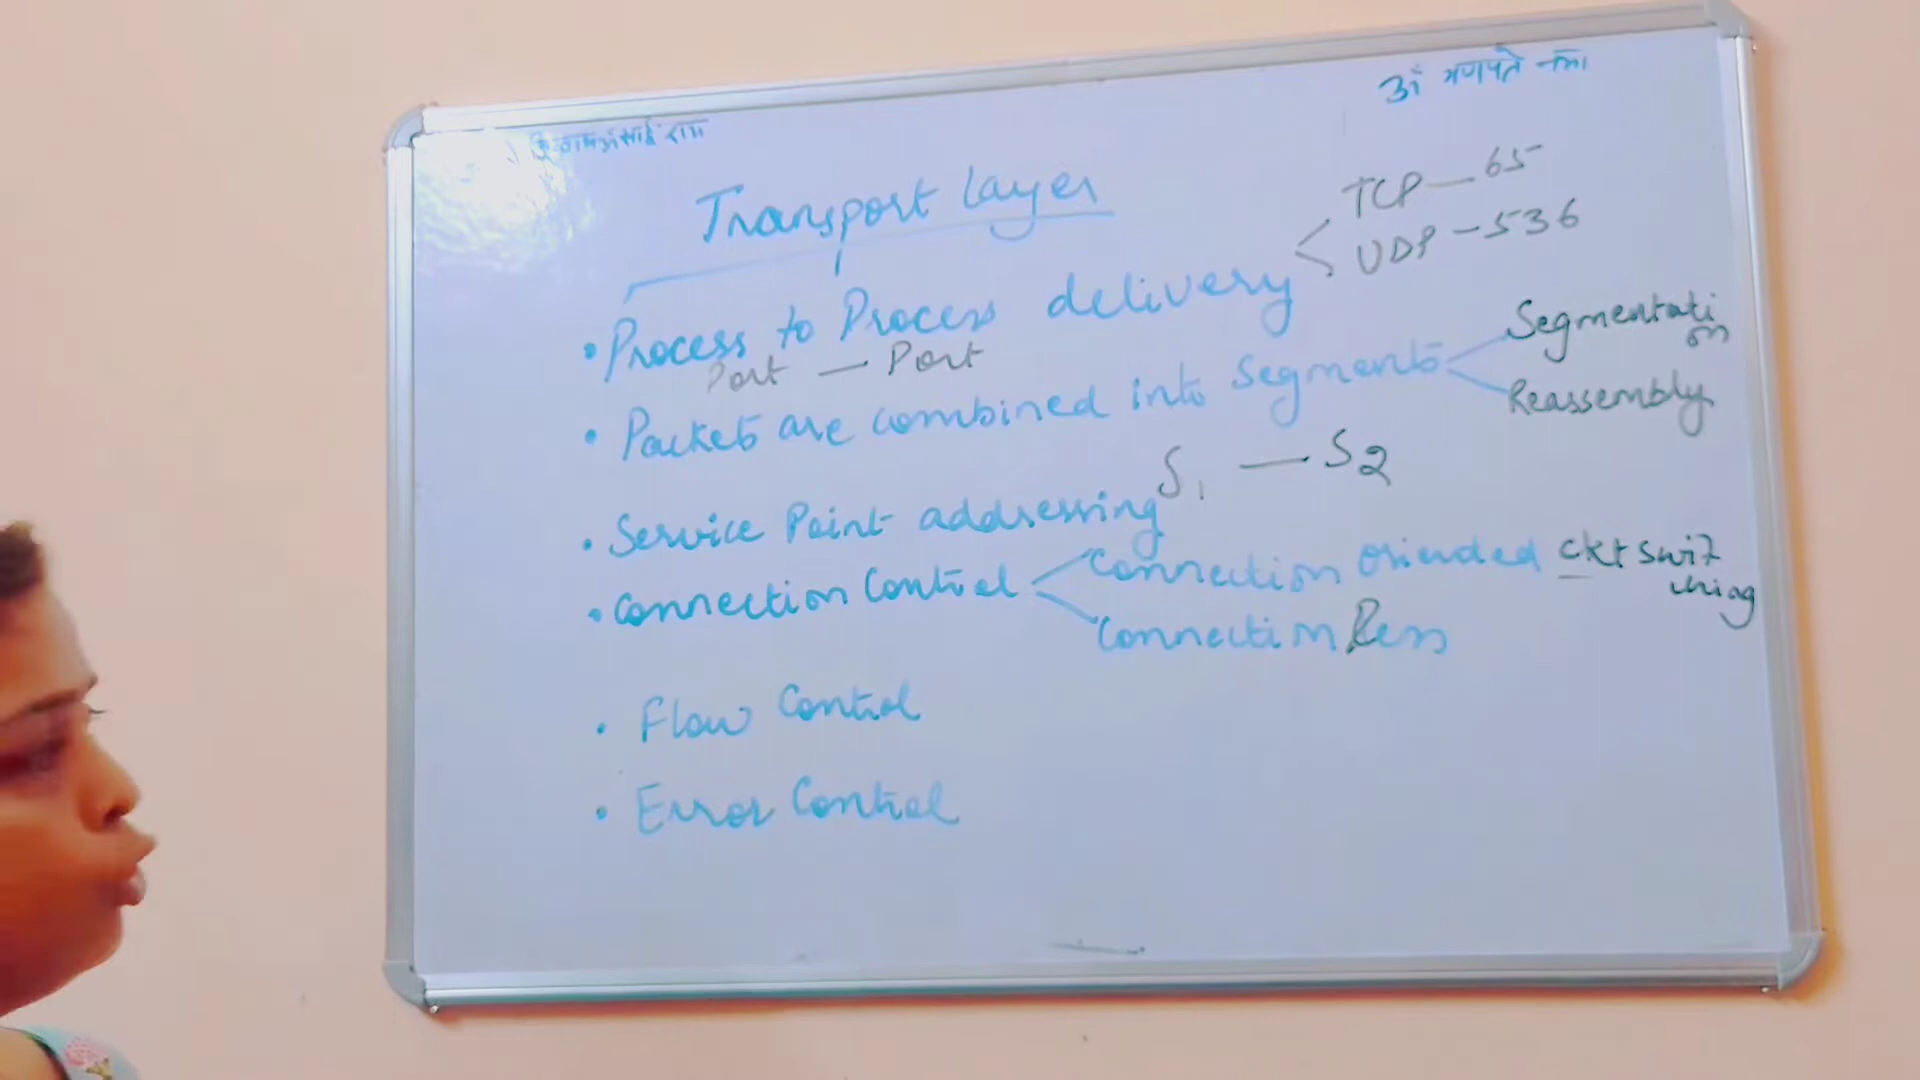 ॐ गणपते नमः
साई राम
Transport layer
TCP — 65
UDP — 536
• Process to Process delivery
Port — Port
• Packets are combined into Segments
Segmentation
Reassembly
S1 — S2
• Service Point addressing
• Connection Control
Connection oriended ckt switching
Connection Less
• Flow Control
• Error Control